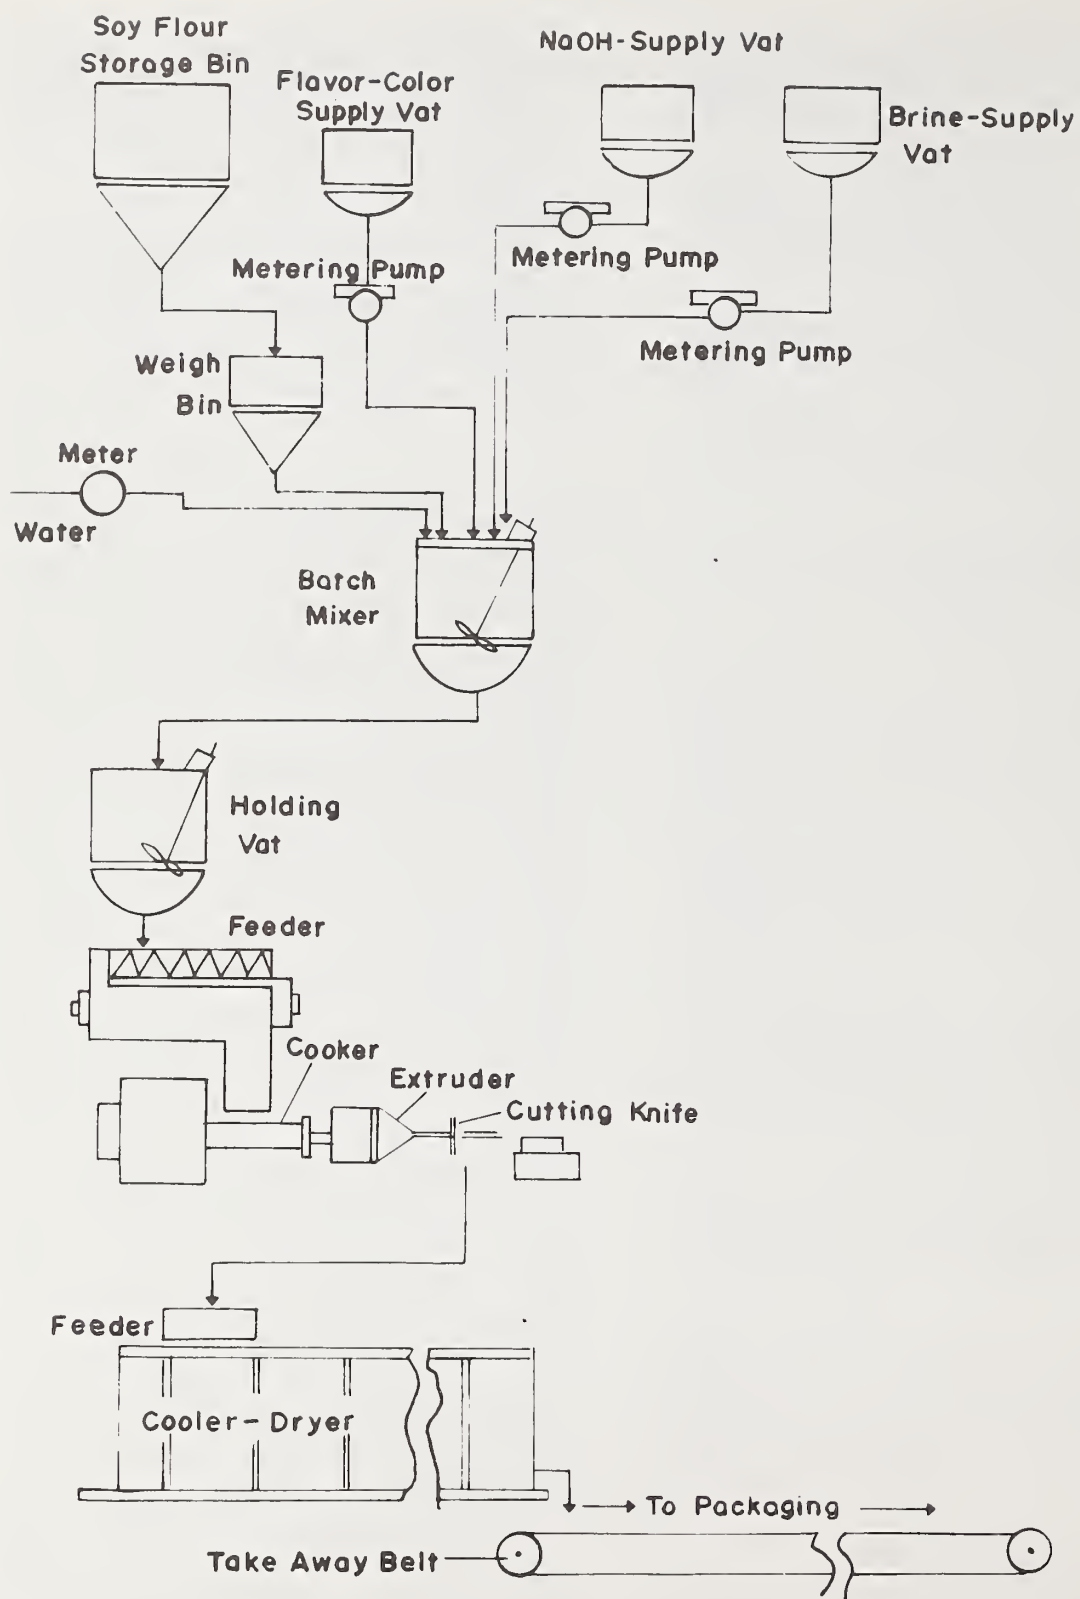 Soy Flour
Storage Bin
Flavor-Color
Supply Vat
NaOH-Supply Vat
Brine-Supply
Vat
Metering Pump
Metering Pump
Metering Pump
Weigh
Bin
Meter
Water
Batch
Mixer
Holding
Vat
Feeder
Cooker
Extruder
Cutting Knife
Feeder
Cooler-Dryer
To Packaging
Take Away Belt